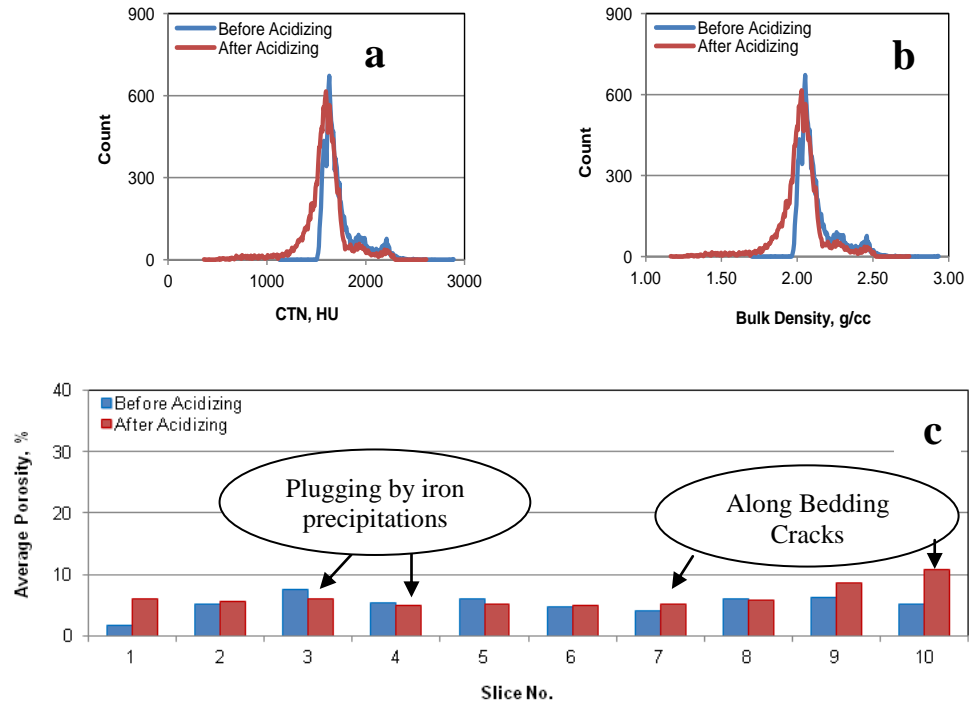 900
600
300
0
Count
Before Acidizing
After Acidizing
a
0 1000 2000 3000
CTN, HU
900
600
300
0
Count
Before Acidizing
After Acidizing
b
1.00 1.50 2.00 2.50 3.00
Bulk Density, g/cc
40
30
20
10
0
Average Porosity, %
Before Acidizing
After Acidizing
c
Plugging by iron
precipitations
Along Bedding
Cracks
1 2 3 4 5 6 7 8 9 10
Slice No.